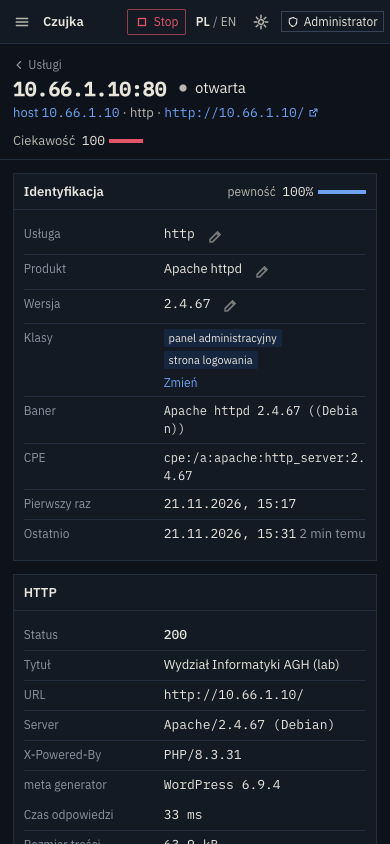 Czujka
Stop
PL / EN
Administrator
Usługi
10.66.1.10:80 ● otwarta
host 10.66.1.10 · http · http://10.66.1.10/
Ciekawość 100
Identyfikacja
pewność 100%
Usługa http
Produkt Apache httpd
Wersja 2.4.67
Klasy panel administracyjny
strona logowania
Zmień
Baner Apache httpd 2.4.67 ((Debia
n))
CPE cpe:/a:apache:http_server:2.
4.67
Pierwszy raz 21.11.2026, 15:17
Ostatnio 21.11.2026, 15:31 2 min temu
HTTP
Status 200
Tytuł Wydział Informatyki AGH (lab)
URL http://10.66.1.10/
Server Apache/2.4.67 (Debian)
X-Powered-By PHP/8.3.31
meta generator WordPress 6.9.4
Czas odpowiedzi 33 ms